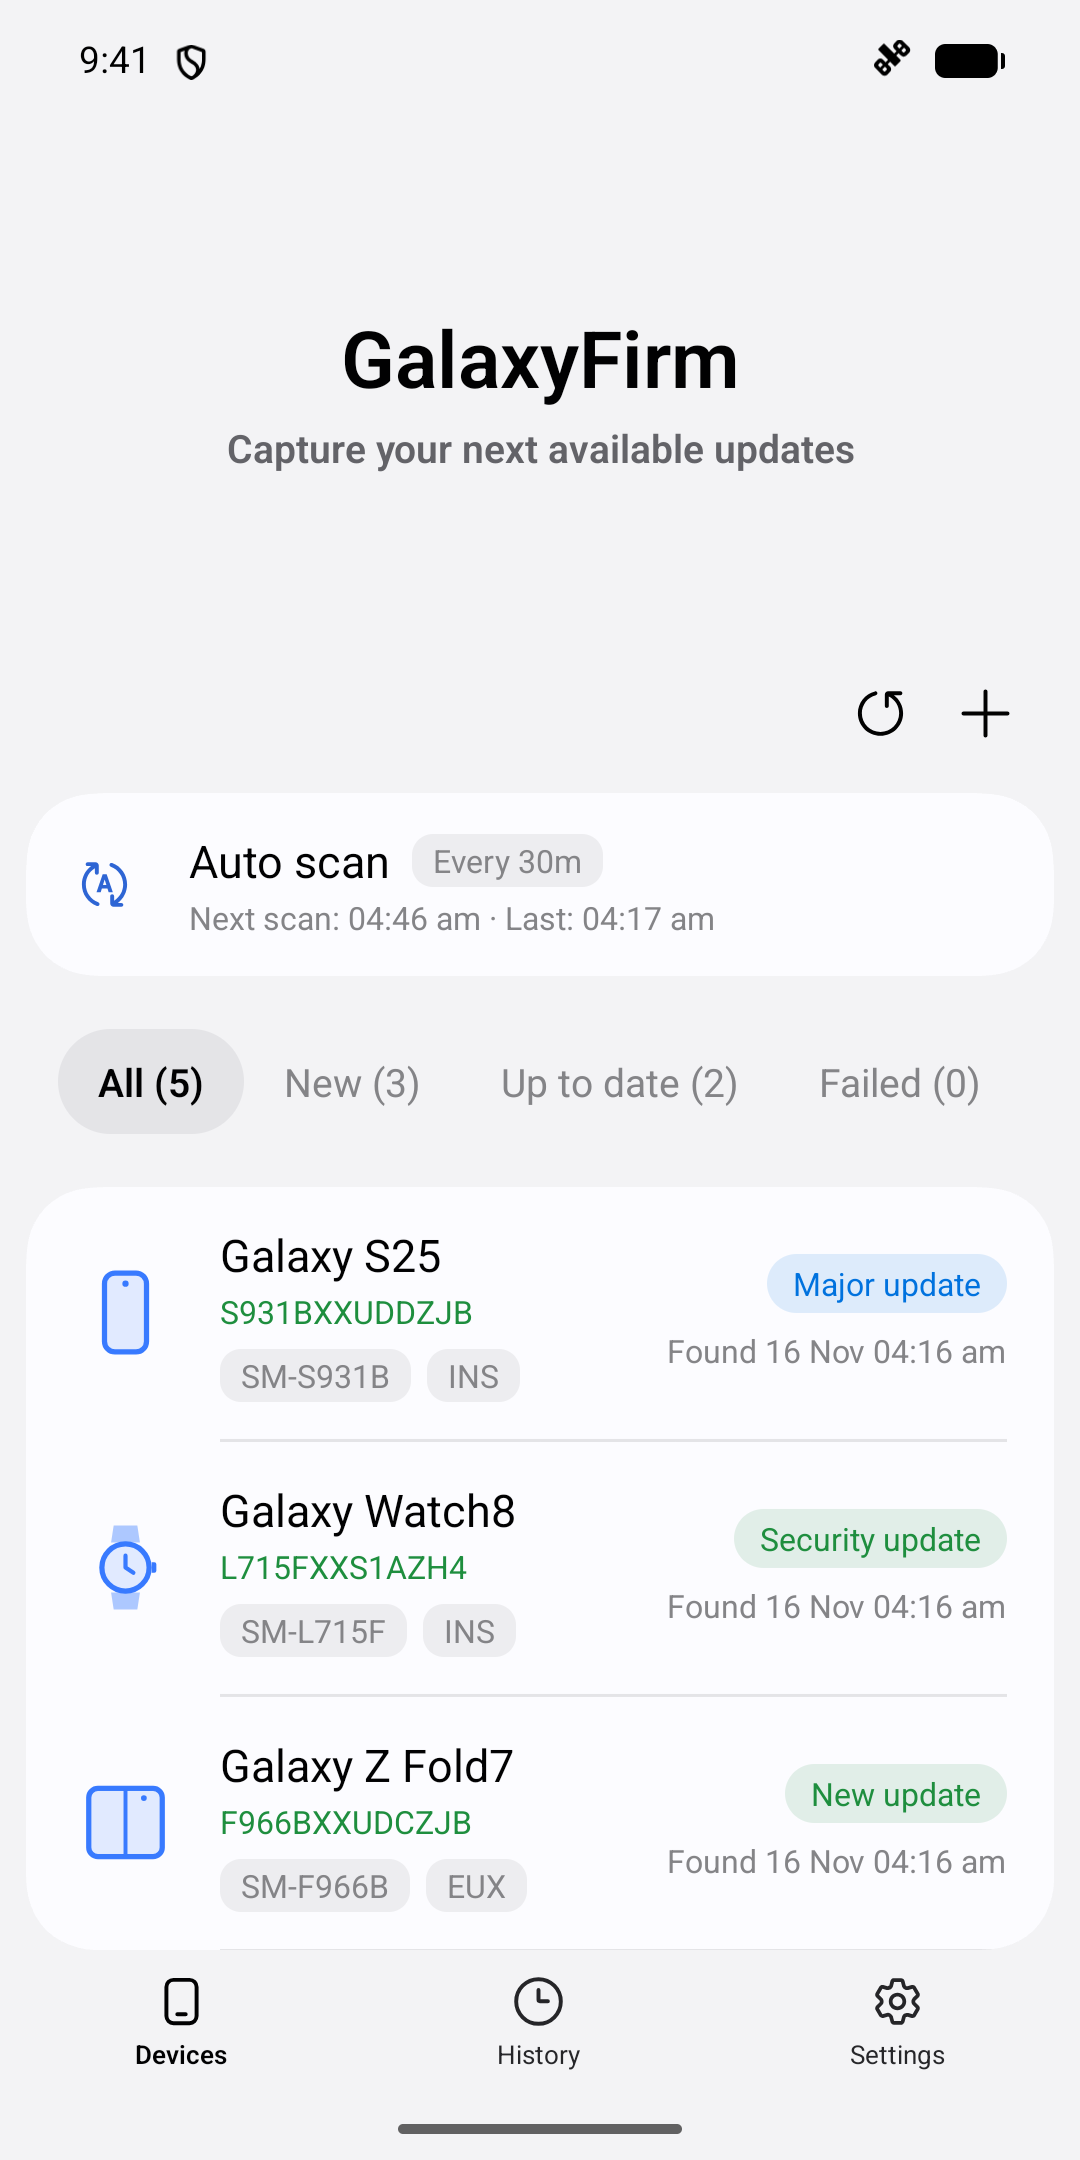 9:41
GalaxyFirm
Capture your next available updates
Auto scan Every 30m
Next scan: 04:46 am · Last: 04:17 am
All (5) New (3) Up to date (2) Failed (0)
Galaxy S25
S931BXXUDDZJB
SM-S931B INS
Major update
Found 16 Nov 04:16 am
Galaxy Watch8
L715FXXS1AZH4
SM-L715F INS
Security update
Found 16 Nov 04:16 am
Galaxy Z Fold7
F966BXXUDCZJB
SM-F966B EUX
New update
Found 16 Nov 04:16 am
Devices History Settings